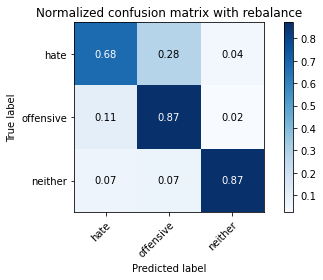 Normalized confusion matrix with rebalance
True label
hate 0.68 0.28 0.04
offensive 0.11 0.87 0.02
neither 0.07 0.07 0.87
hate offensive neither
Predicted label
0.8
0.7
0.6
0.5
0.4
0.3
0.2
0.1